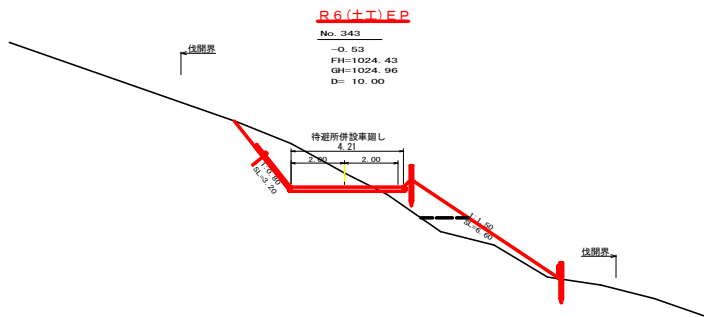 R6(土工)EP
No. 343
-0.53
FH=1024.43
GH=1024.96
D= 10.00
伐開界
待避所併設車廻し
4.21
2.00 2.00
1:0.80
SL=3.20
1:1.50
SL=6.60
伐開界